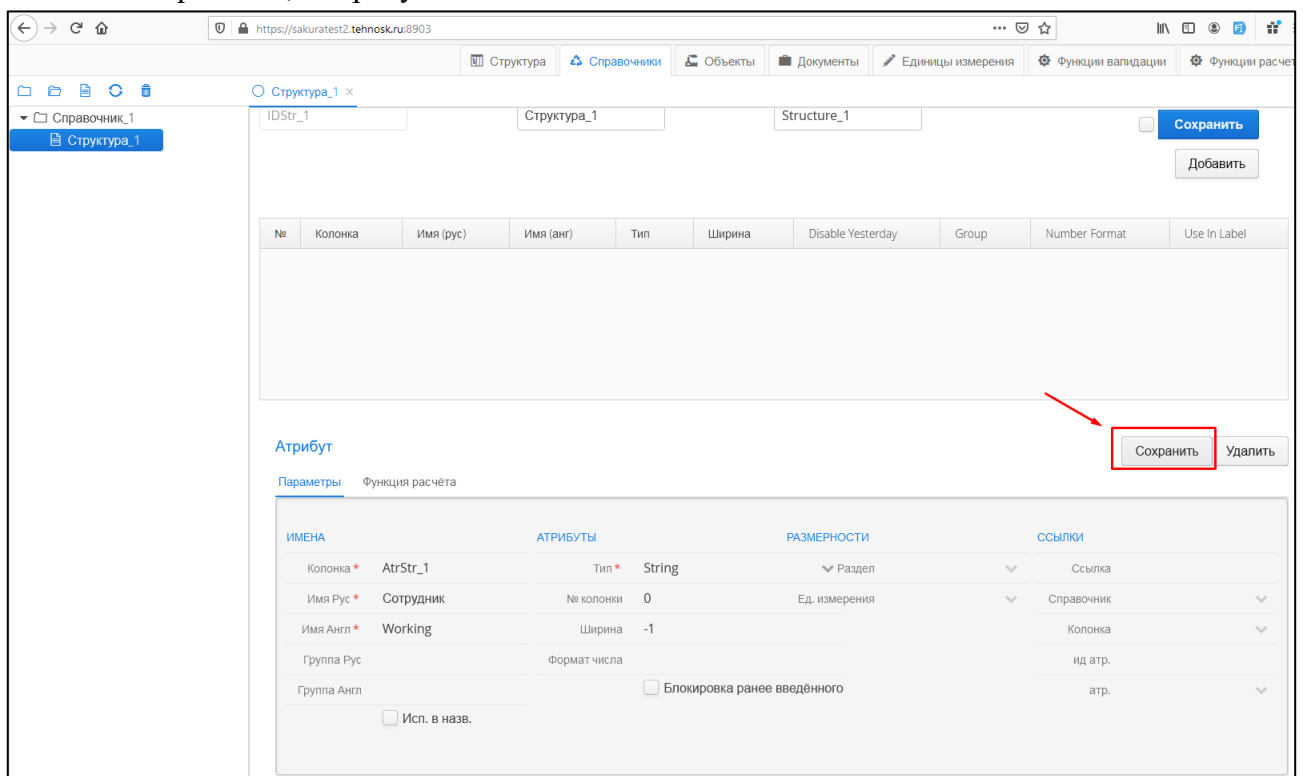 https://sakuratest2.tehnosk.ru:8903
Структура Справочники Объекты Документы Единицы измерения Функции валидации Функции расчет
Структура_1 ×
Справочник_1
Структура_1
IDStr_1 Структура_1 Structure_1 Сохранить
Добавить
№ Колонка Имя (рус) Имя (анг) Тип Ширина Disable Yesterday Group Number Format Use In Label
Атрибут Сохранить Удалить
Параметры Функция расчёта
ИМЕНА АТРИБУТЫ РАЗМЕРНОСТИ ССЫЛКИ
Колонка * AtrStr_1 Тип * String Раздел Ссылка
Имя Рус * Сотрудник № колонки 0 Ед. измерения Справочник
Имя Англ * Working Ширина -1 Колонка
Группа Рус Формат числа ид атр.
Группа Англ Блокировка ранее введённого атр.
Исп. в назв.